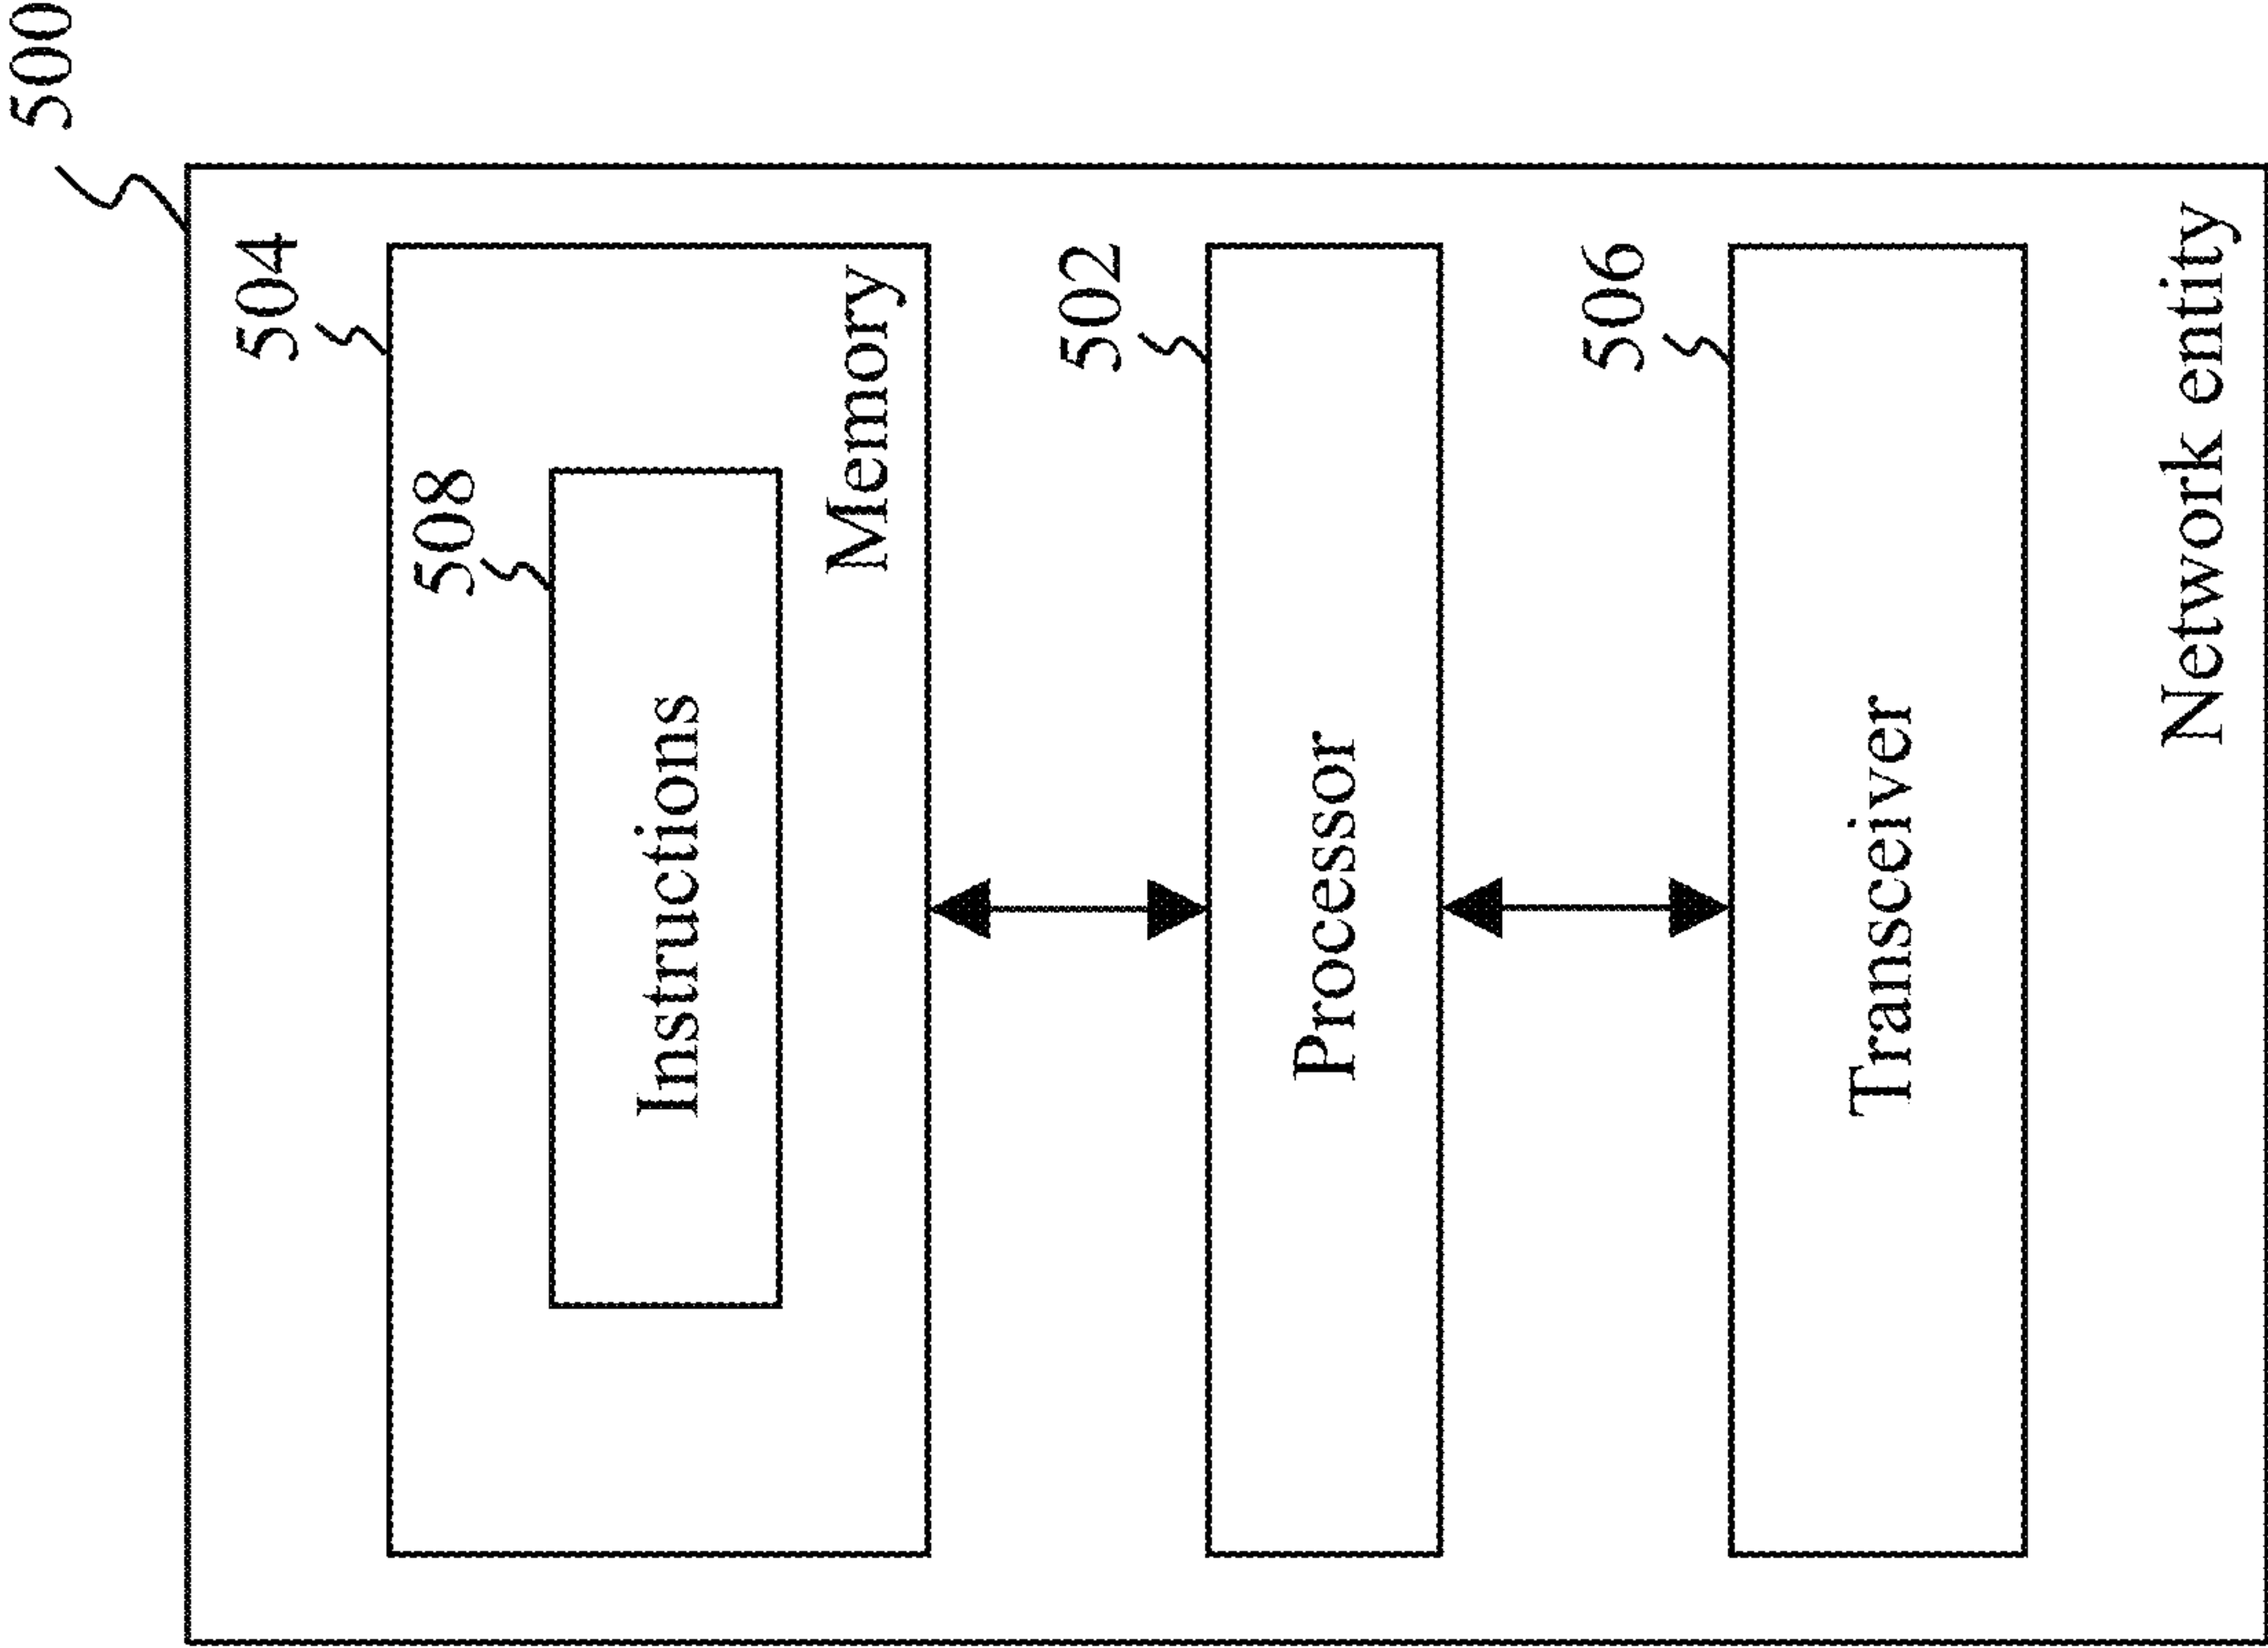 500
504
508
Instructions
Memory
502
Processor
506
Transceiver
Network entity